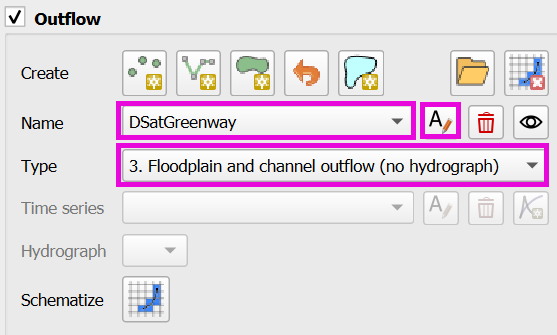 Outflow
Create
Name DSatGreenway A
Type 3. Floodplain and channel outflow (no hydrograph)
Time series A
Hydrograph
Schematize